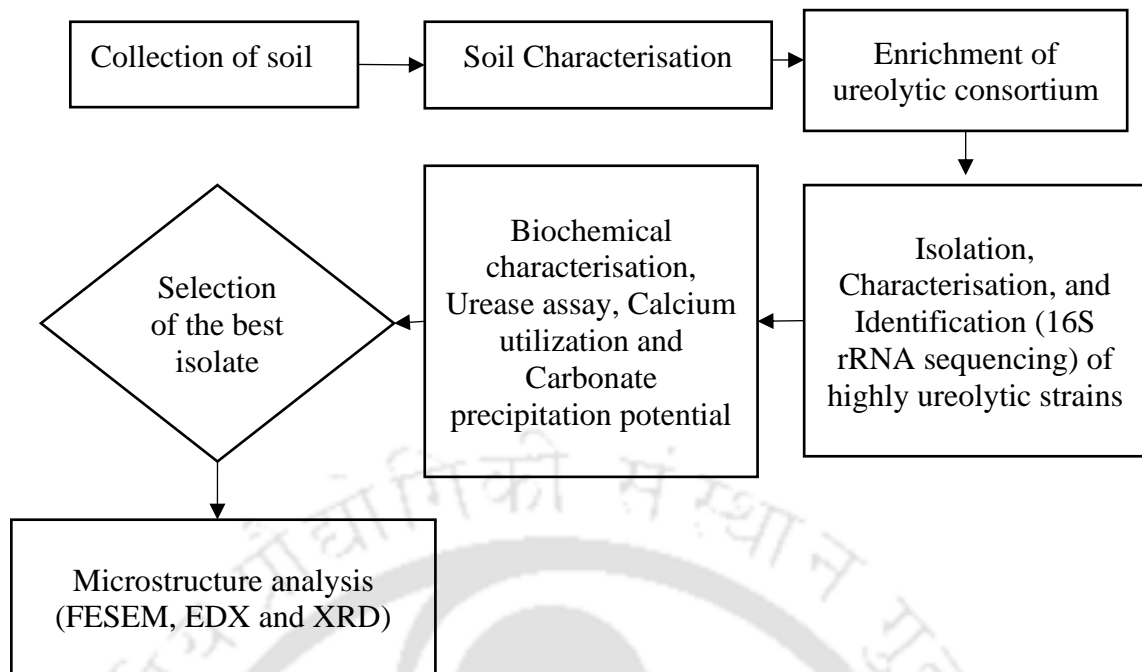 Collection of soil
Soil Characterisation
Enrichment of
ureolytic consortium
Isolation,
Characterisation, and
Identification (16S
rRNA sequencing) of
highly ureolytic strains
Biochemical
characterisation,
Urease assay, Calcium
utilization and
Carbonate
precipitation potential
Selection
of the best
isolate
Microstructure analysis
(FESEM, EDX and XRD)